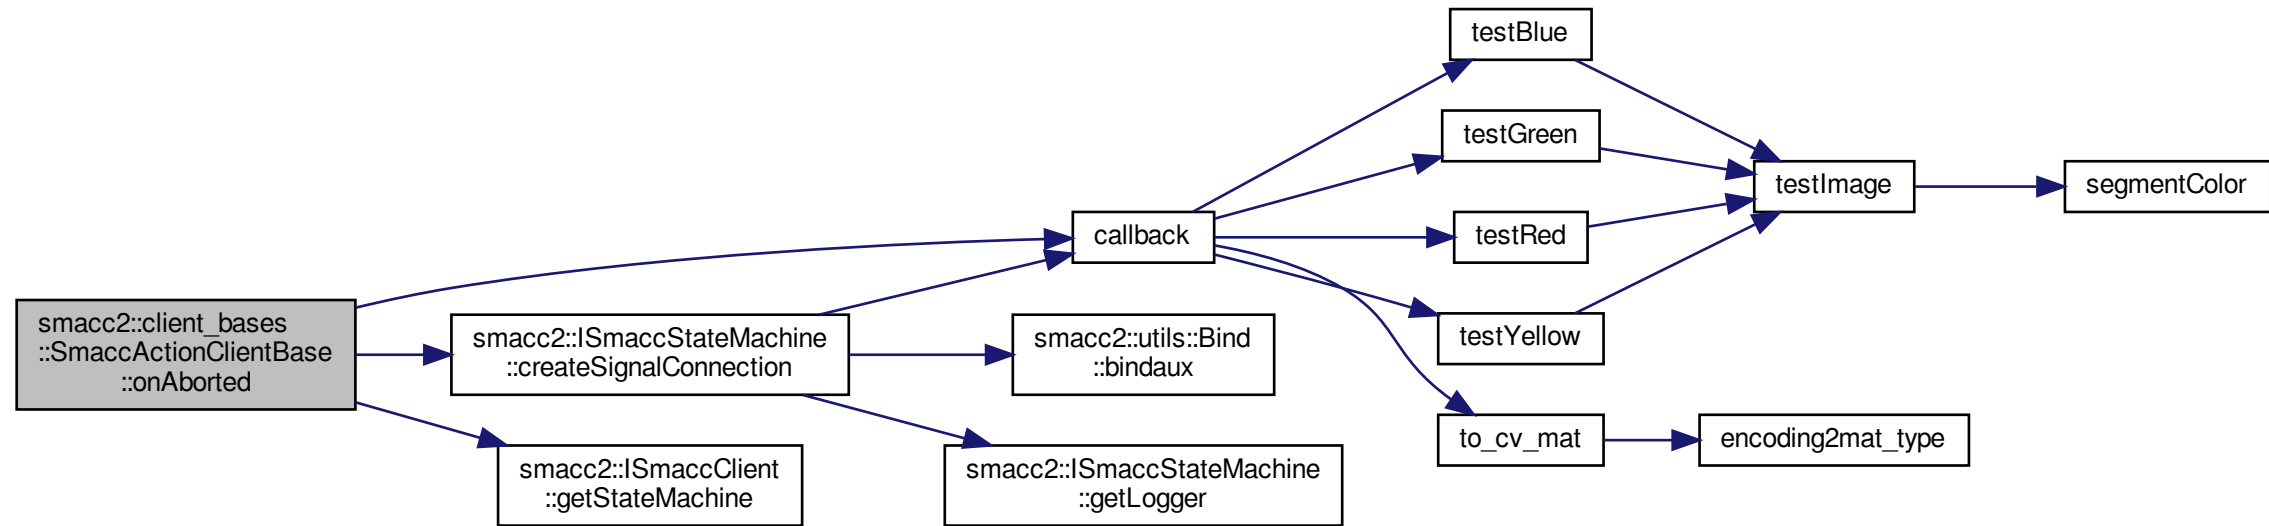 smacc2::client_bases
::SmaccActionClientBase
::onAborted
smacc2::ISmaccStateMachine
::createSignalConnection
smacc2::ISmaccClient
::getStateMachine
callback
smacc2::utils::Bind
::bindaux
smacc2::ISmaccStateMachine
::getLogger
testBlue
testGreen
testRed
testYellow
to_cv_mat
testImage
encoding2mat_type
segmentColor